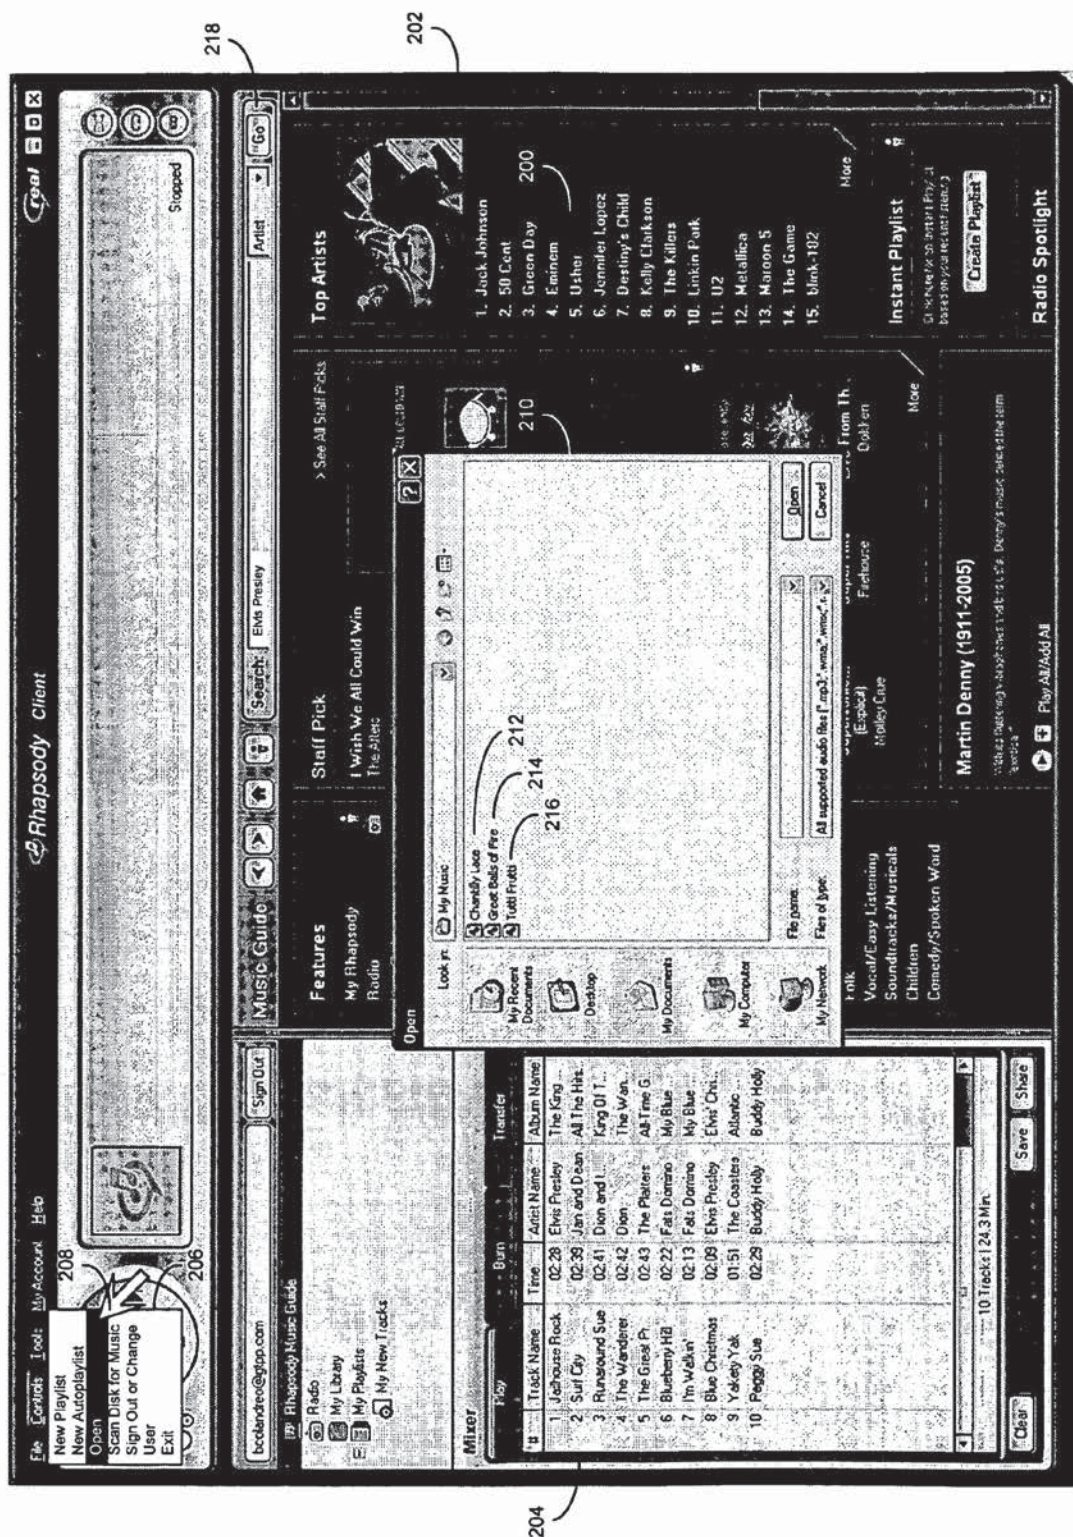 Rhapsody Client
real
File Controls Tools My Account Help
New Playlist
New Autoplaylist
Open
Scan Disk for Music
Sign Out or Change
User
Exit
208
206
Stopped
218
202
Sign Out
Music Guide
Search:
Elvis Presley
Artist
Go
Rhapsody Music Guide
Radio
My Library
My Playlists
My New Tracks
Mixer
204
Play
Burn
Transfer
# Track Name Time Artist Name Album Name
1 Jailhouse Rock 02:28 Elvis Presley The King ...
2 Surf City 02:39 Jan and Dean All The Hits..
3 Runaround Sue 02:41 Dion and t... King Of T...
4 The Wanderer 02:42 Dion The Wan...
5 The Great Pr 02:43 The Platters All-Time G..
6 Blueberry Hill 02:22 Fats Domino My Blue ...
7 I'm Walkin' 02:13 Fats Domino My Blue ...
8 Blue Christmas 02:09 Elvis Presley Elvis' Chri...
9 Yakety Yak 01:51 The Coasters Atlantic ...
10 Peggy Sue 02:29 Buddy Holly Buddy Holly
10 Tracks | 24.3 Min.
Clear
Save
Share
Features
My Rhapsody
Radio
Staff Pick
> See All Staff Picks
I Wish We All Could Win
The Afters
Open
Look in:
My Music
Chantilly Lace
212
Great Balls of Fire
214
Tutti Frutti
216
210
My Recent Documents
Desktop
My Documents
My Computer
My Network
File name:
Files of type:
All supported audio files
Open
Cancel
Folk
Vocal/Easy Listening
Soundtracks/Musicals
Children
Comedy/Spoken Word
(Explicit)
Motley Crue
Firehouse
From Th...
Dokken
More
Martin Denny (1911-2005)
Play All/Add All
Top Artists
1. Jack Johnson
2. 50 Cent
3. Green Day
4. Eminem
5. Usher
6. Jennifer Lopez
7. Destiny's Child
8. Kelly Clarkson
9. The Killers
10. Linkin Park
11. U2
12. Metallica
13. Maroon 5
14. The Game
15. blink-182
200
More
Instant Playlist
Create Playlist
Radio Spotlight